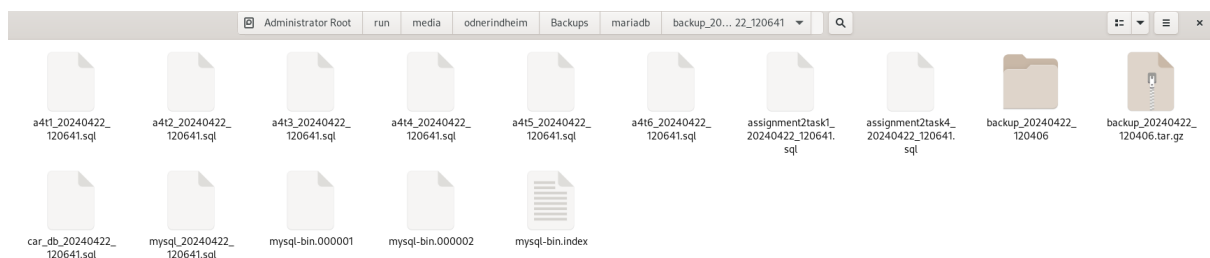 Administrator Root run media odnerindheim Backups mariadb backup_20... 22_120641
a4t1_20240422_ a4t2_20240422_ a4t3_20240422_ a4t4_20240422_ a4t5_20240422_ a4t6_20240422_ assignment2task1_ assignment2task4_ backup_20240422_ backup_20240422_
120641.sql 120641.sql 120641.sql 120641.sql 120641.sql 120641.sql 20240422_120641. 20240422_120641. 120406 120406.tar.gz
sql sql
car_db_20240422_ mysql_20240422_ mysql-bin.000001 mysql-bin.000002 mysql-bin.index
120641.sql 120641.sql